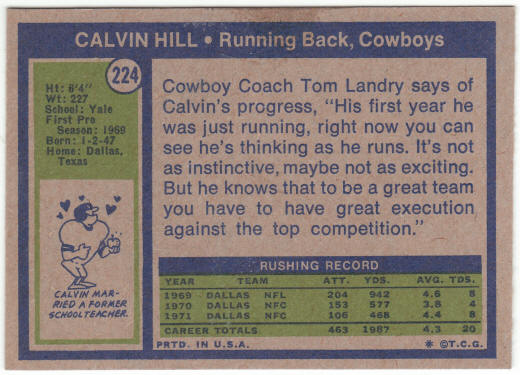 CALVIN HILL • Running Back, Cowboys
224
Ht: 6'4"
Wt: 227
School: Yale
First Pro
Season: 1969
Born: 1-2-47
Home: Dallas,
Texas
CALVIN MAR-
RIED A FORMER
SCHOOLTEACHER.
Cowboy Coach Tom Landry says of
Calvin's progress, "His first year he
was just running, right now you can
see he's thinking as he runs. It's not
as instinctive, maybe not as exciting.
But he knows that to be a great team
you have to have great execution
against the top competition."
RUSHING RECORD
YEAR TEAM ATT. YDS. AVG. TDS.
1969 DALLAS NFL 204 942 4.6 8
1970 DALLAS NFC 153 577 3.8 4
1971 DALLAS NFC 106 468 4.4 8
CAREER TOTALS 463 1987 4.3 20
PRTD. IN U.S.A. * ©T.C.G.